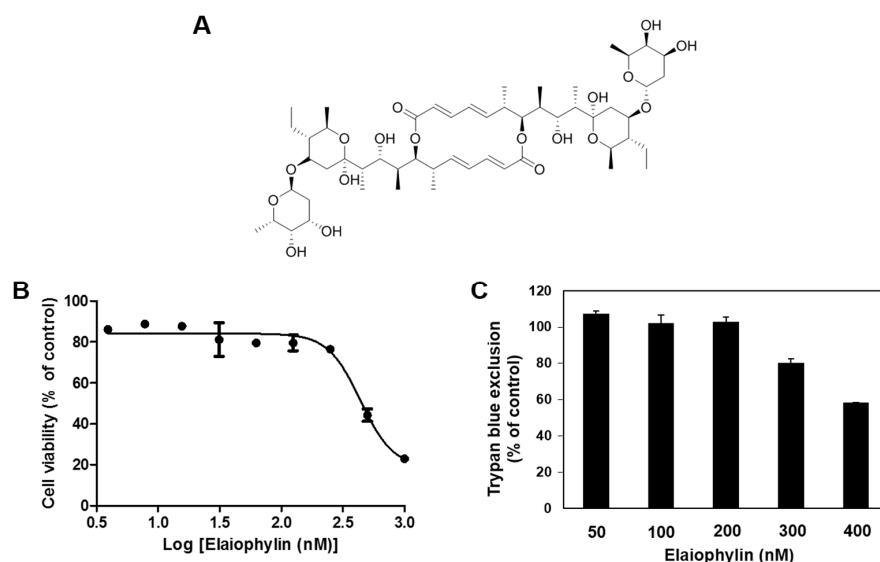 A
OH
OH
O
O
O
OH
O
O
OH
O
OH
O
OH
O
O
O
O
OH
OH
B
Cell viability (% of control)
100
80
60
40
20
0
0.5 1.0 1.5 2.0 2.5 3.0
Log [Elaiophylin (nM)]
C
Trypan blue exclusion
(% of control)
120
100
80
60
40
20
0
50 100 200 300 400
Elaiophylin (nM)